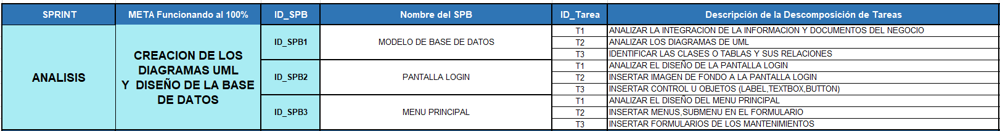 SPRINT META Funcionando al 100% ID_SPB Nombre del SPB ID_Tarea Descripción de la Descomposición de Tareas
ANALISIS
CREACION DE LOS
DIAGRAMAS UML
Y DISEÑO DE LA BASE
DE DATOS
ID_SPB1 MODELO DE BASE DE DATOS
T1 ANALIZAR LA INTEGRACION DE LA INFORMACION Y DOCUMENTOS DEL NEGOCIO
T2 ANALIZAR LOS DIAGRAMAS DE UML
T3 IDENTIFICAR LAS CLASES O TABLAS Y SUS RELACIONES
ID_SPB2 PANTALLA LOGIN
T1 ANALIZAR EL DISEÑO DE LA PANTALLA LOGIN
T2 INSERTAR IMAGEN DE FONDO A LA PANTALLA LOGIN
T3 INSERTAR CONTROL U OBJETOS (LABEL,TEXTBOX,BUTTON)
ID_SPB3 MENU PRINCIPAL
T1 ANALIZAR EL DISEÑO DEL MENU PRINCIPAL
T2 INSERTAR MENUS,SUBMENU EN EL FORMULARIO
T3 INSERTAR FORMULARIOS DE LOS MANTENIMIENTOS